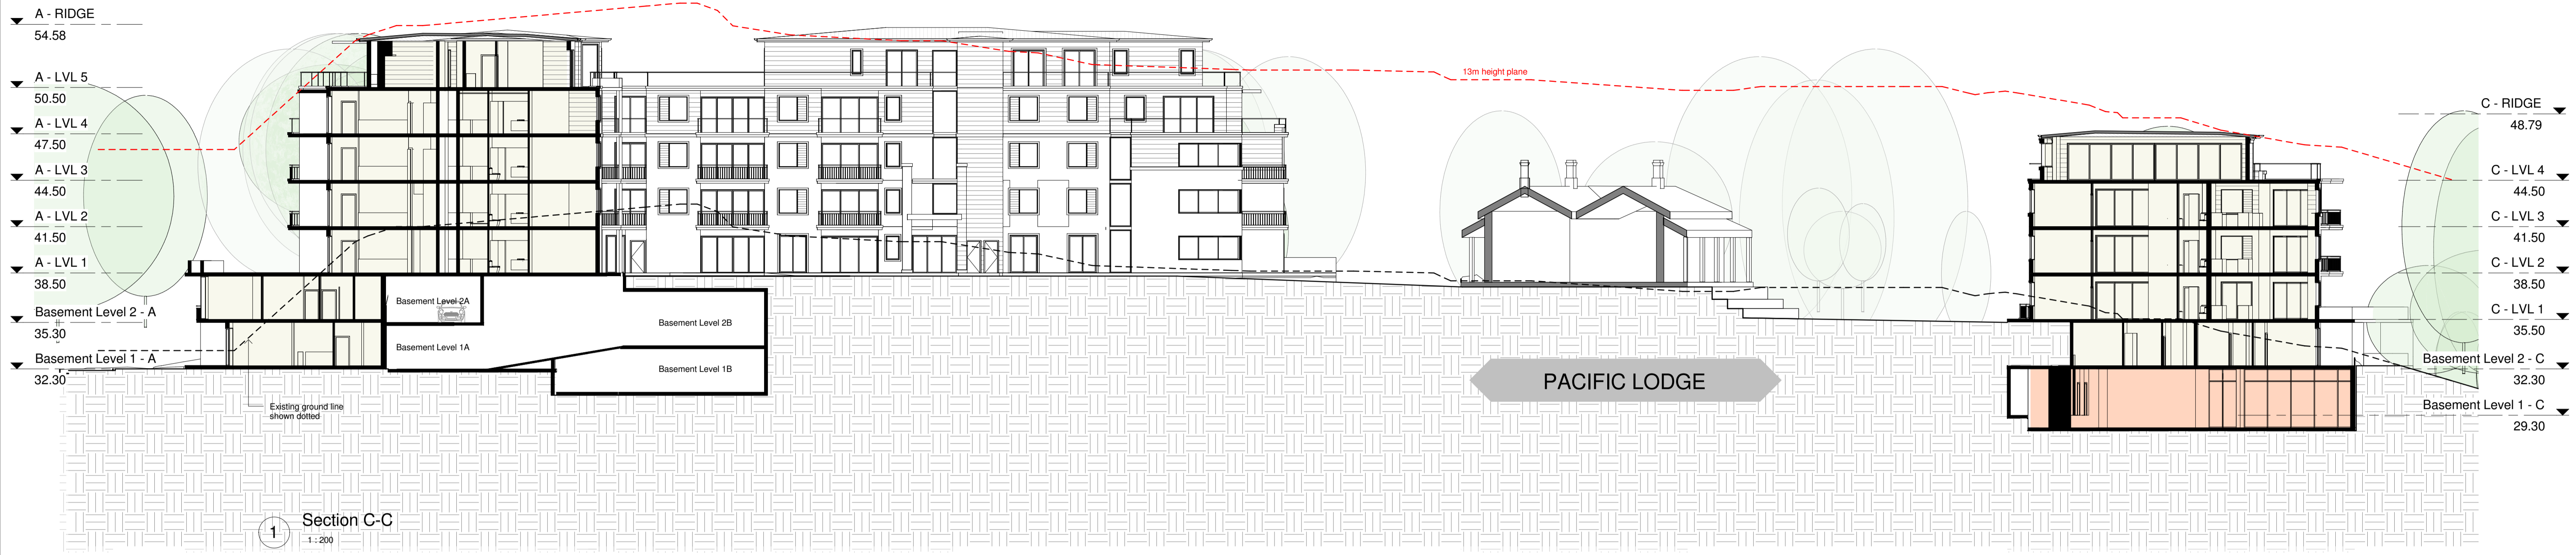 A - RIDGE
54.58
A - LVL 5
50.50
A - LVL 4
47.50
A - LVL 3
44.50
A - LVL 2
41.50
A - LVL 1
38.50
Basement Level 2 - A
35.30
Basement Level 1 - A
32.30
Existing ground line
shown dotted
Basement Level 2A
Basement Level 1A
Basement Level 2B
Basement Level 1B
13m height plane
PACIFIC LODGE
C - RIDGE
48.79
C - LVL 4
44.50
C - LVL 3
41.50
C - LVL 2
38.50
C - LVL 1
35.50
Basement Level 2 - C
32.30
Basement Level 1 - C
29.30
1
Section C-C
1 : 200